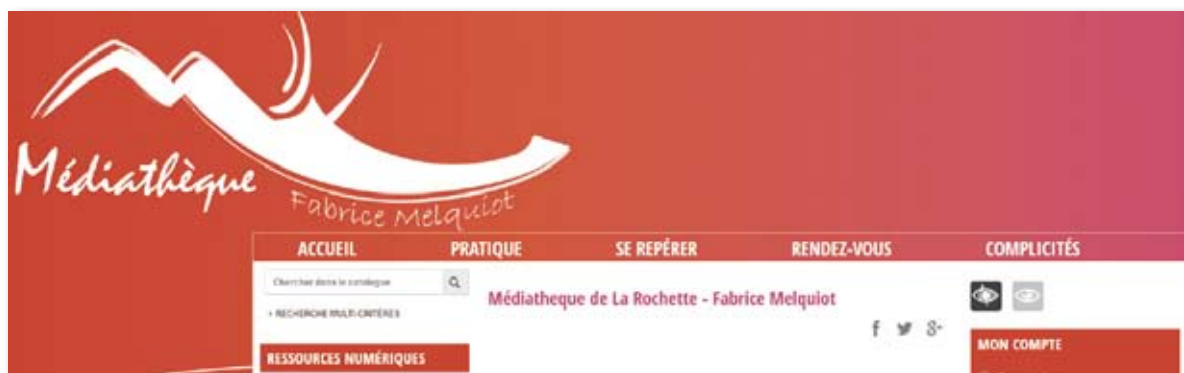 Médiathèque
Fabrice Melquiot
ACCUEIL PRATIQUE SE REPÉRER RENDEZ-VOUS COMPLICITÉS
Chercher dans le catalogue
Médiatheque de La Rochette - Fabrice Melquiot
› RECHERCHE MULTI-CRITÈRES
RESSOURCES NUMÉRIQUES
MON COMPTE